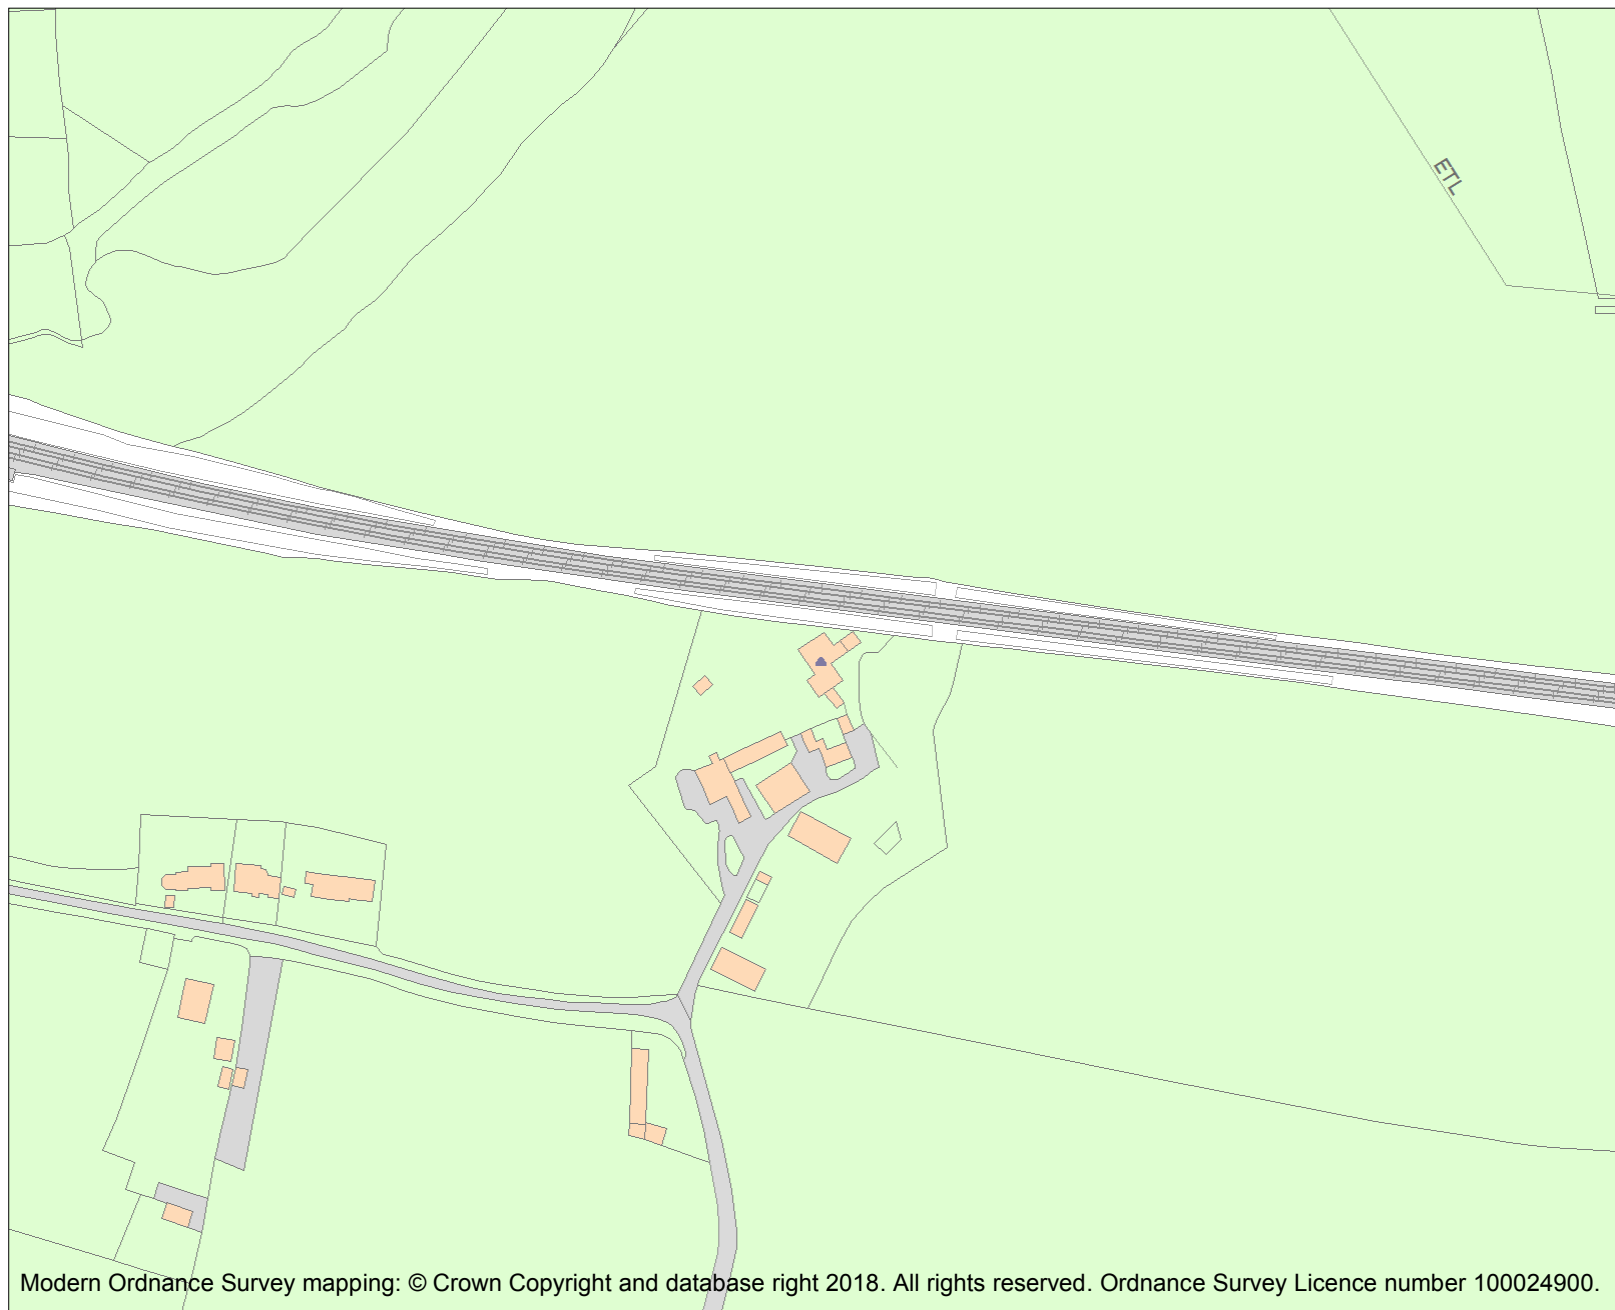 ETL
Modern Ordnance Survey mapping: © Crown Copyright and database right 2018. All rights reserved. Ordnance Survey Licence number 100024900.